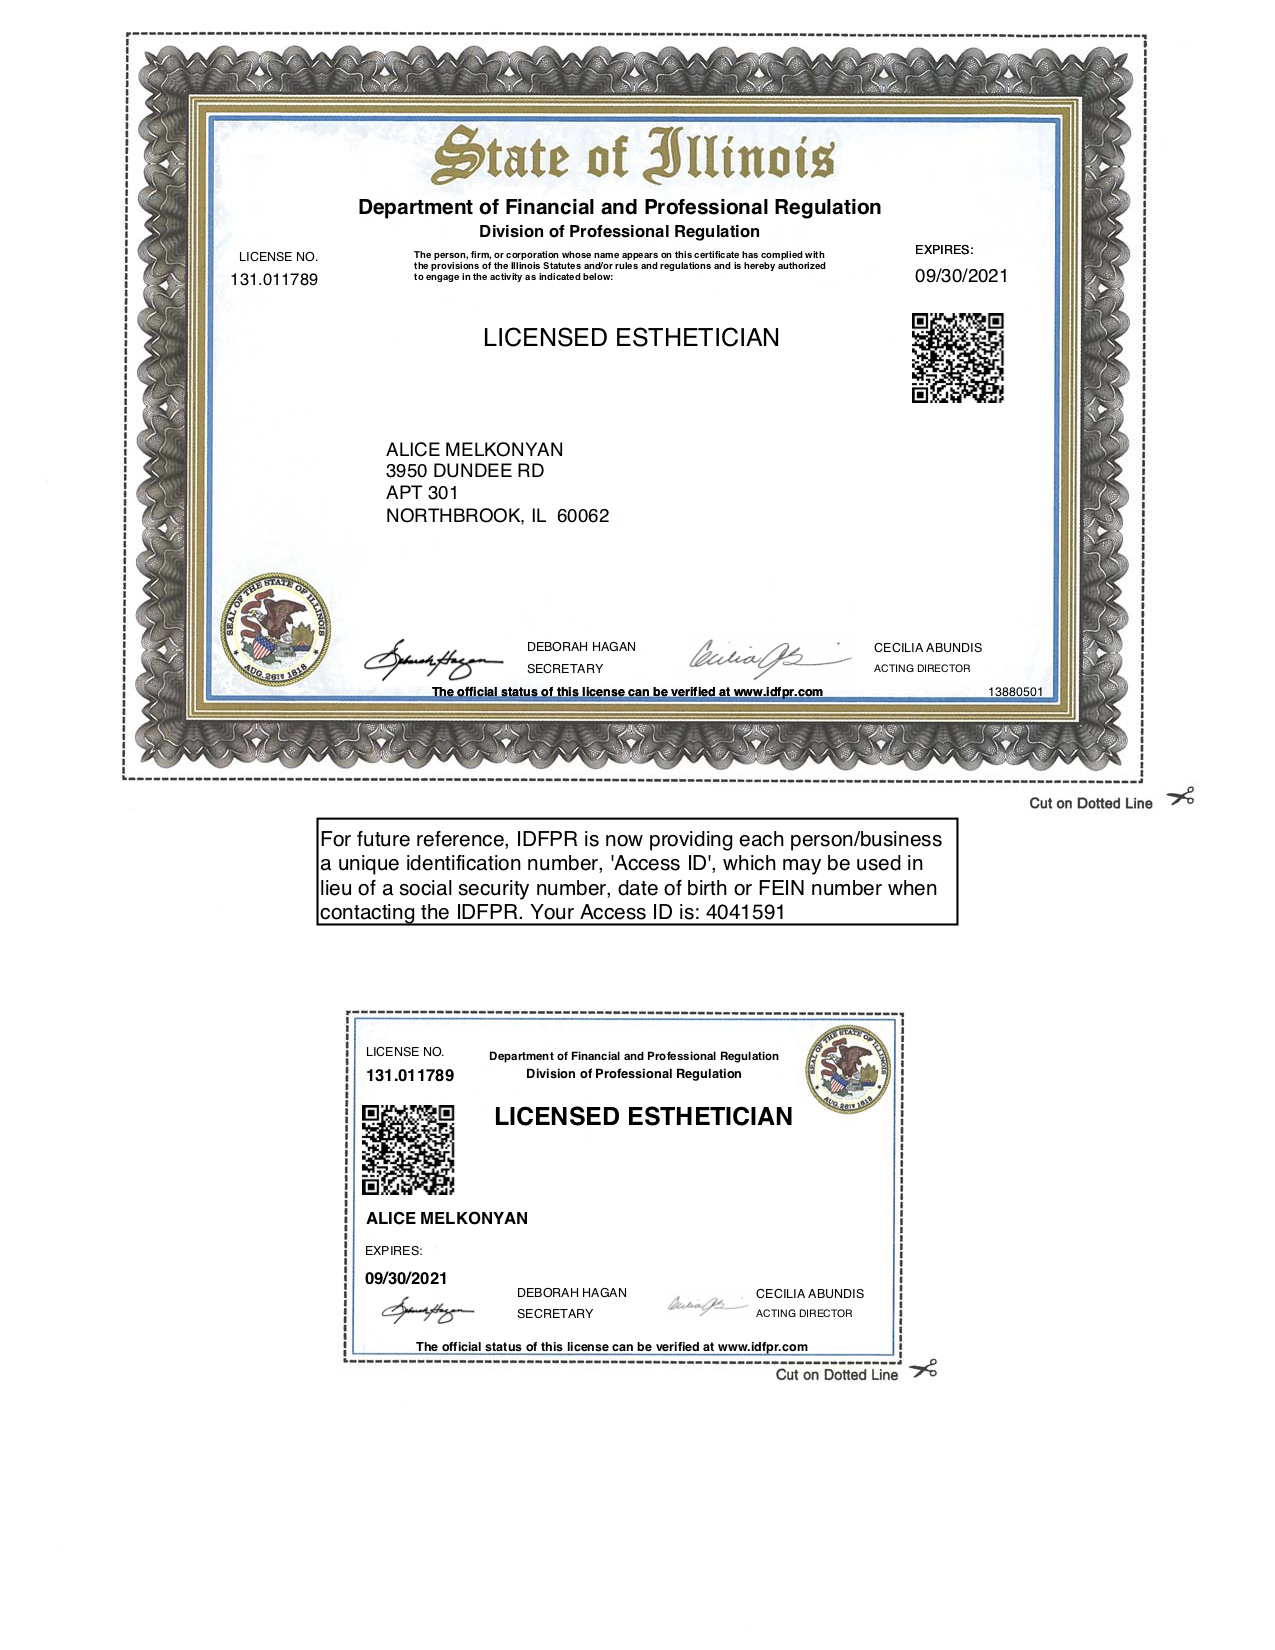 State of Illinois
Department of Financial and Professional Regulation
Division of Professional Regulation
LICENSE NO.
131.011789
The person, firm, or corporation whose name appears on this certificate has complied with
the provisions of the Illinois Statutes and/or rules and regulations and is hereby authorized
to engage in the activity as indicated below:
EXPIRES:
09/30/2021
LICENSED ESTHETICIAN
ALICE MELKONYAN
3950 DUNDEE RD
APT 301
NORTHBROOK, IL 60062
SEAL OF THE STATE OF ILLINOIS
AUG. 26TH 1818
Deborah Hagan
DEBORAH HAGAN
SECRETARY
CECILIA ABUNDIS
ACTING DIRECTOR
The official status of this license can be verified at www.idfpr.com
13880501
Cut on Dotted Line
For future reference, IDFPR is now providing each person/business
a unique identification number, 'Access ID', which may be used in
lieu of a social security number, date of birth or FEIN number when
contacting the IDFPR. Your Access ID is: 4041591
LICENSE NO.
131.011789
Department of Financial and Professional Regulation
Division of Professional Regulation
SEAL OF THE STATE OF ILLINOIS
AUG. 26TH 1818
LICENSED ESTHETICIAN
ALICE MELKONYAN
EXPIRES:
09/30/2021
Deborah Hagan
DEBORAH HAGAN
SECRETARY
CECILIA ABUNDIS
ACTING DIRECTOR
The official status of this license can be verified at www.idfpr.com
Cut on Dotted Line